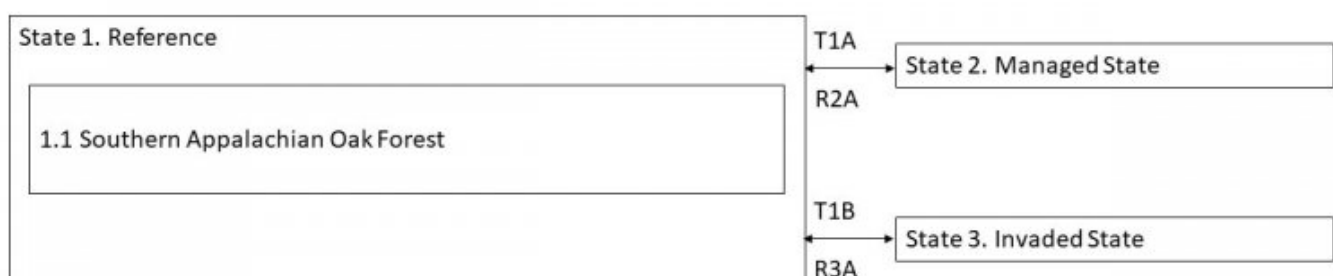 State 1. Reference
T1A
State 2. Managed State
R2A
1.1 Southern Appalachian Oak Forest
T1B
State 3. Invaded State
R3A